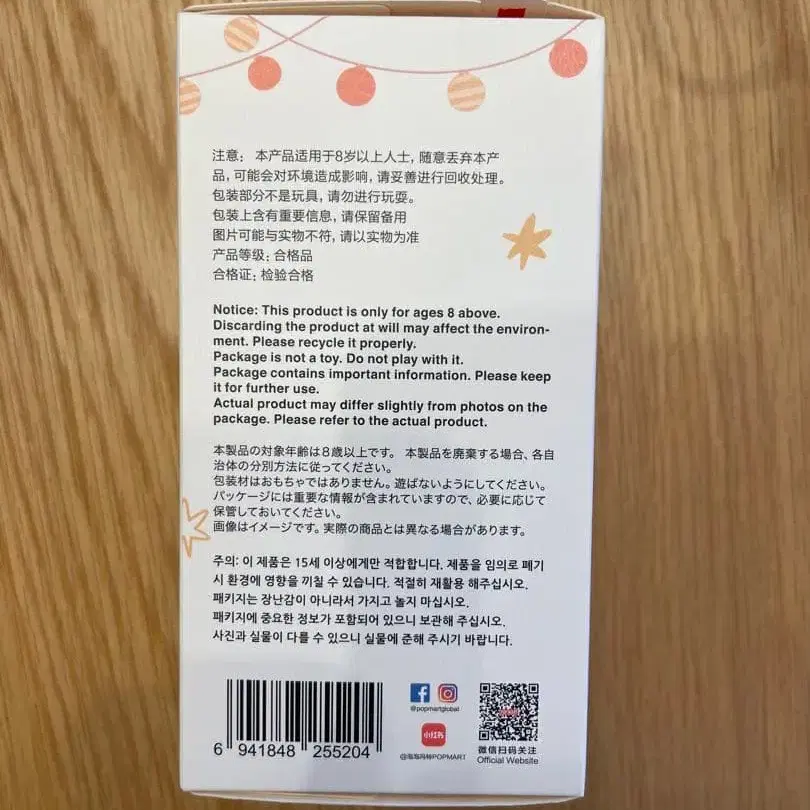 注意： 本产品适用于8岁以上人士，随意丢弃本产
品，可能会对环境造成影响，请妥善进行回收处理。
包装部分不是玩具，请勿进行玩耍。
包装上含有重要信息，请保留备用
图片可能与实物不符，请以实物为准
产品等级：合格品
合格证：检验合格
Notice: This product is only for ages 8 above.
Discarding the product at will may affect the environ-
ment. Please recycle it properly.
Package is not a toy. Do not play with it.
Package contains important information. Please keep
it for further use.
Actual product may differ slightly from photos on the
package. Please refer to the actual product.
本製品の対象年齢は８歳以上です。 本製品を廃棄する場合、各自
治体の分別方法に従ってください。
包装材はおもちゃではありません。遊ばないようにしてください。
パッケージには重要な情報が含まれていますので、必要に応じて
保管しておいてください。
画像はイメージです。実際の商品とは異なる場合があります。
주의: 이 제품은 15세 이상에게만 적합합니다. 제품을 임의로 폐기
시 환경에 영향을 끼칠 수 있습니다. 적절히 재활용 해주십시오.
패키지는 장난감이 아니라서 가지고 놀지 마십시오.
패키지에 중요한 정보가 포함되어 있으니 보관해 주십시오.
사진과 실물이 다를 수 있으니 실물에 준해 주시기 바랍니다.
@popmartglobal
小红书
@泡泡玛特POPMART
微信扫码关注
Official Website
6 941848 255204